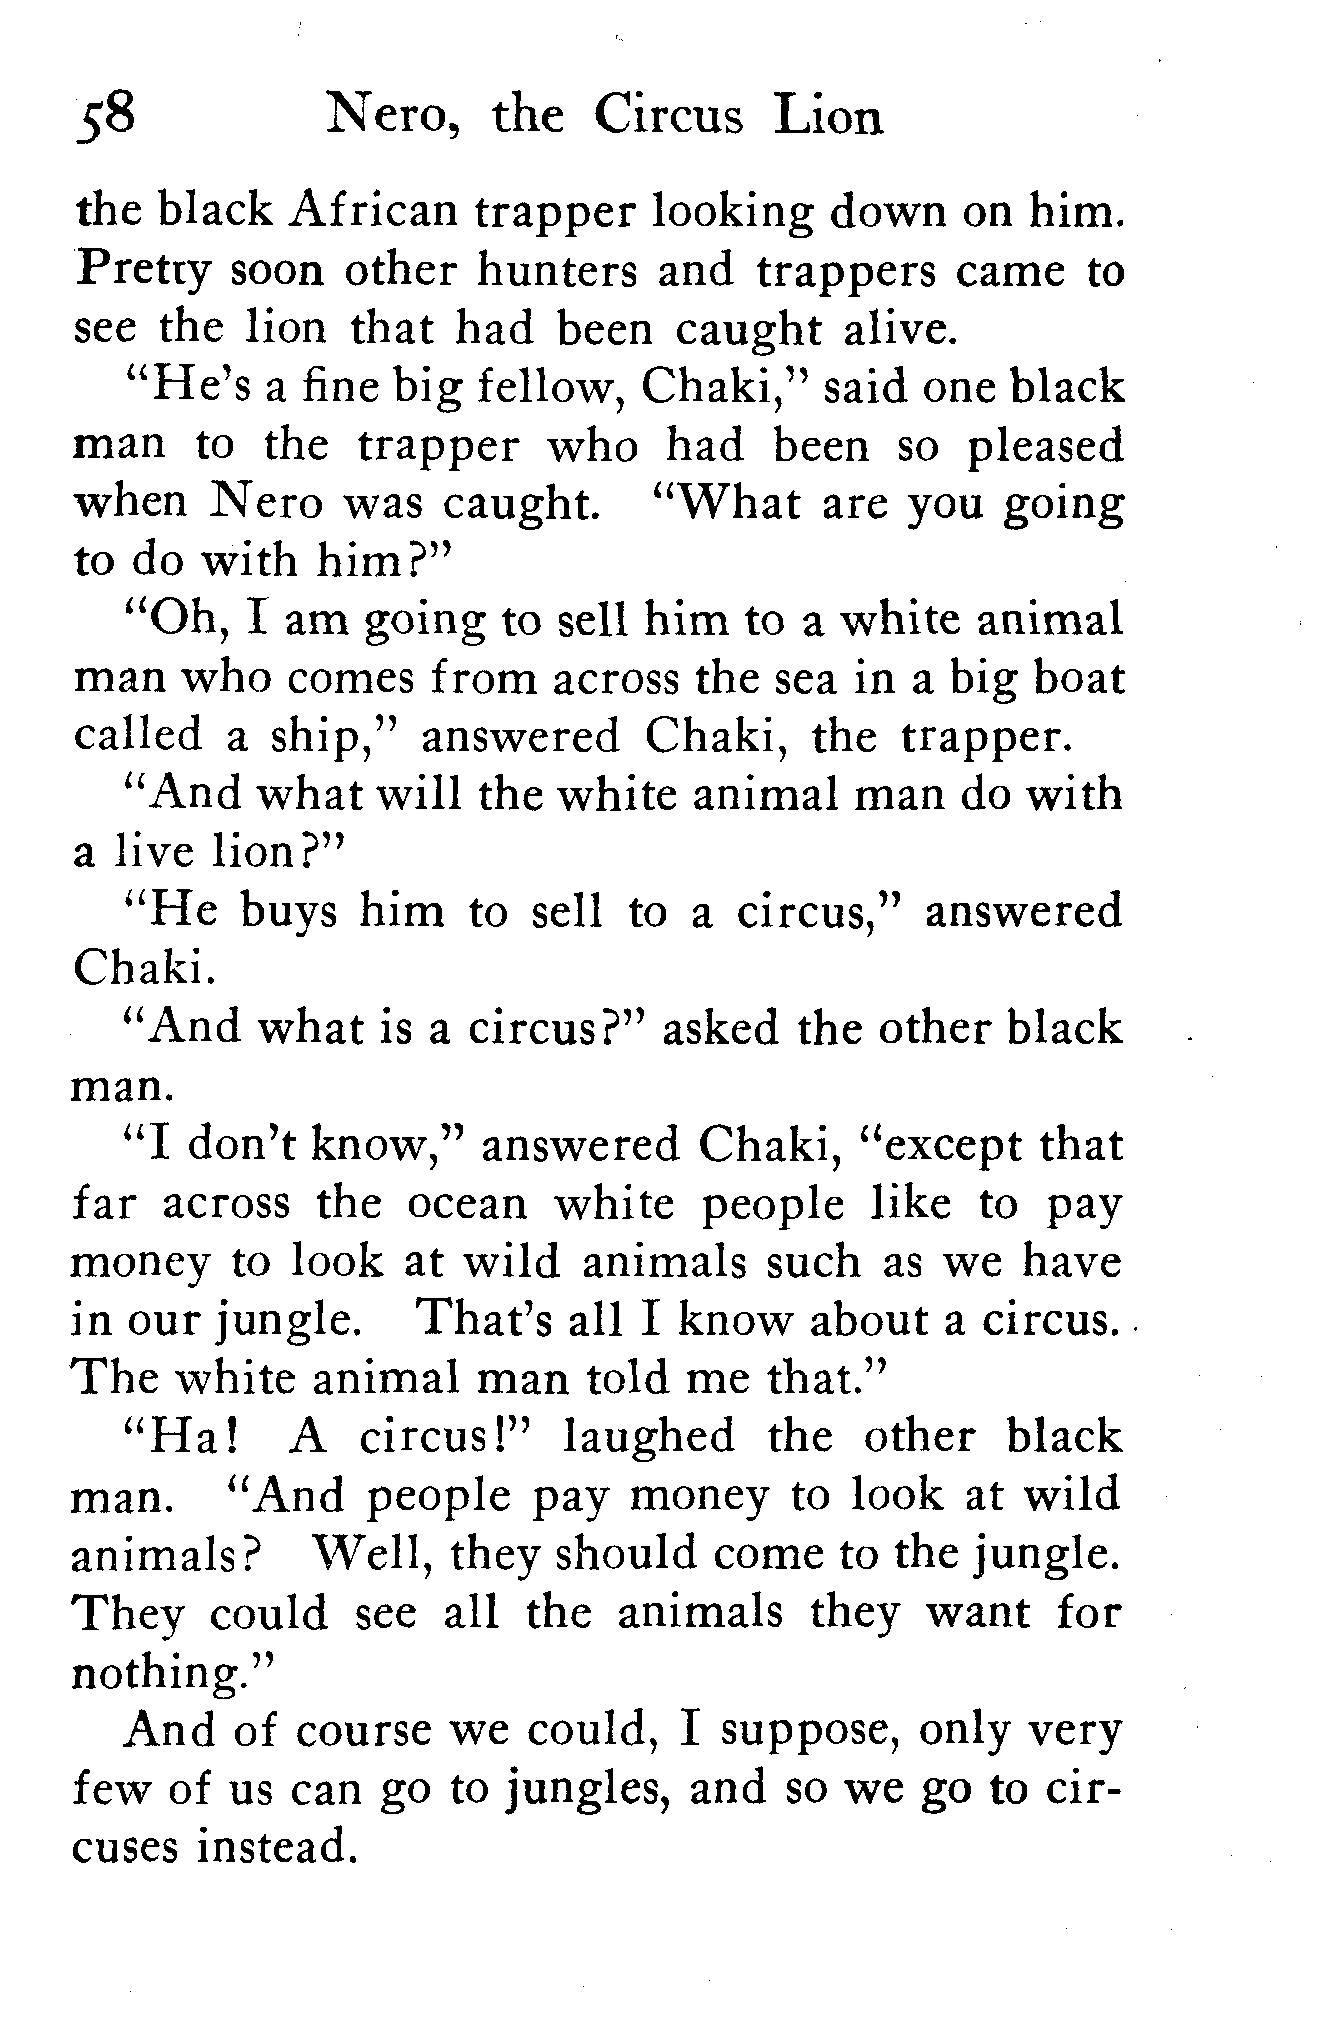 58 Nero, the Circus Lion
the black African trapper looking down on him.
Pretty soon other hunters and trappers came to
see the lion that had been caught alive.
“He’s a fine big fellow, Chaki,” said one black
man to the trapper who had been so pleased
when Nero was caught. “What are you going
to do with him?”
“Oh, I am going to sell him to a white animal
man who comes from across the sea in a big boat
called a ship,” answered Chaki, the trapper.
“And what will the white animal man do with
a live lion?”
“He buys him to sell to a circus,” answered
Chaki.
“And what is a circus?” asked the other black
man.
“I don’t know,” answered Chaki, “except that
far across the ocean white people like to pay
money to look at wild animals such as we have
in our jungle. That’s all I know about a circus.
The white animal man told me that.”
“Ha! A circus!” laughed the other black
man. “And people pay money to look at wild
animals? Well, they should come to the jungle.
They could see all the animals they want for
nothing.”
And of course we could, I suppose, only very
few of us can go to jungles, and so we go to cir-
cuses instead.